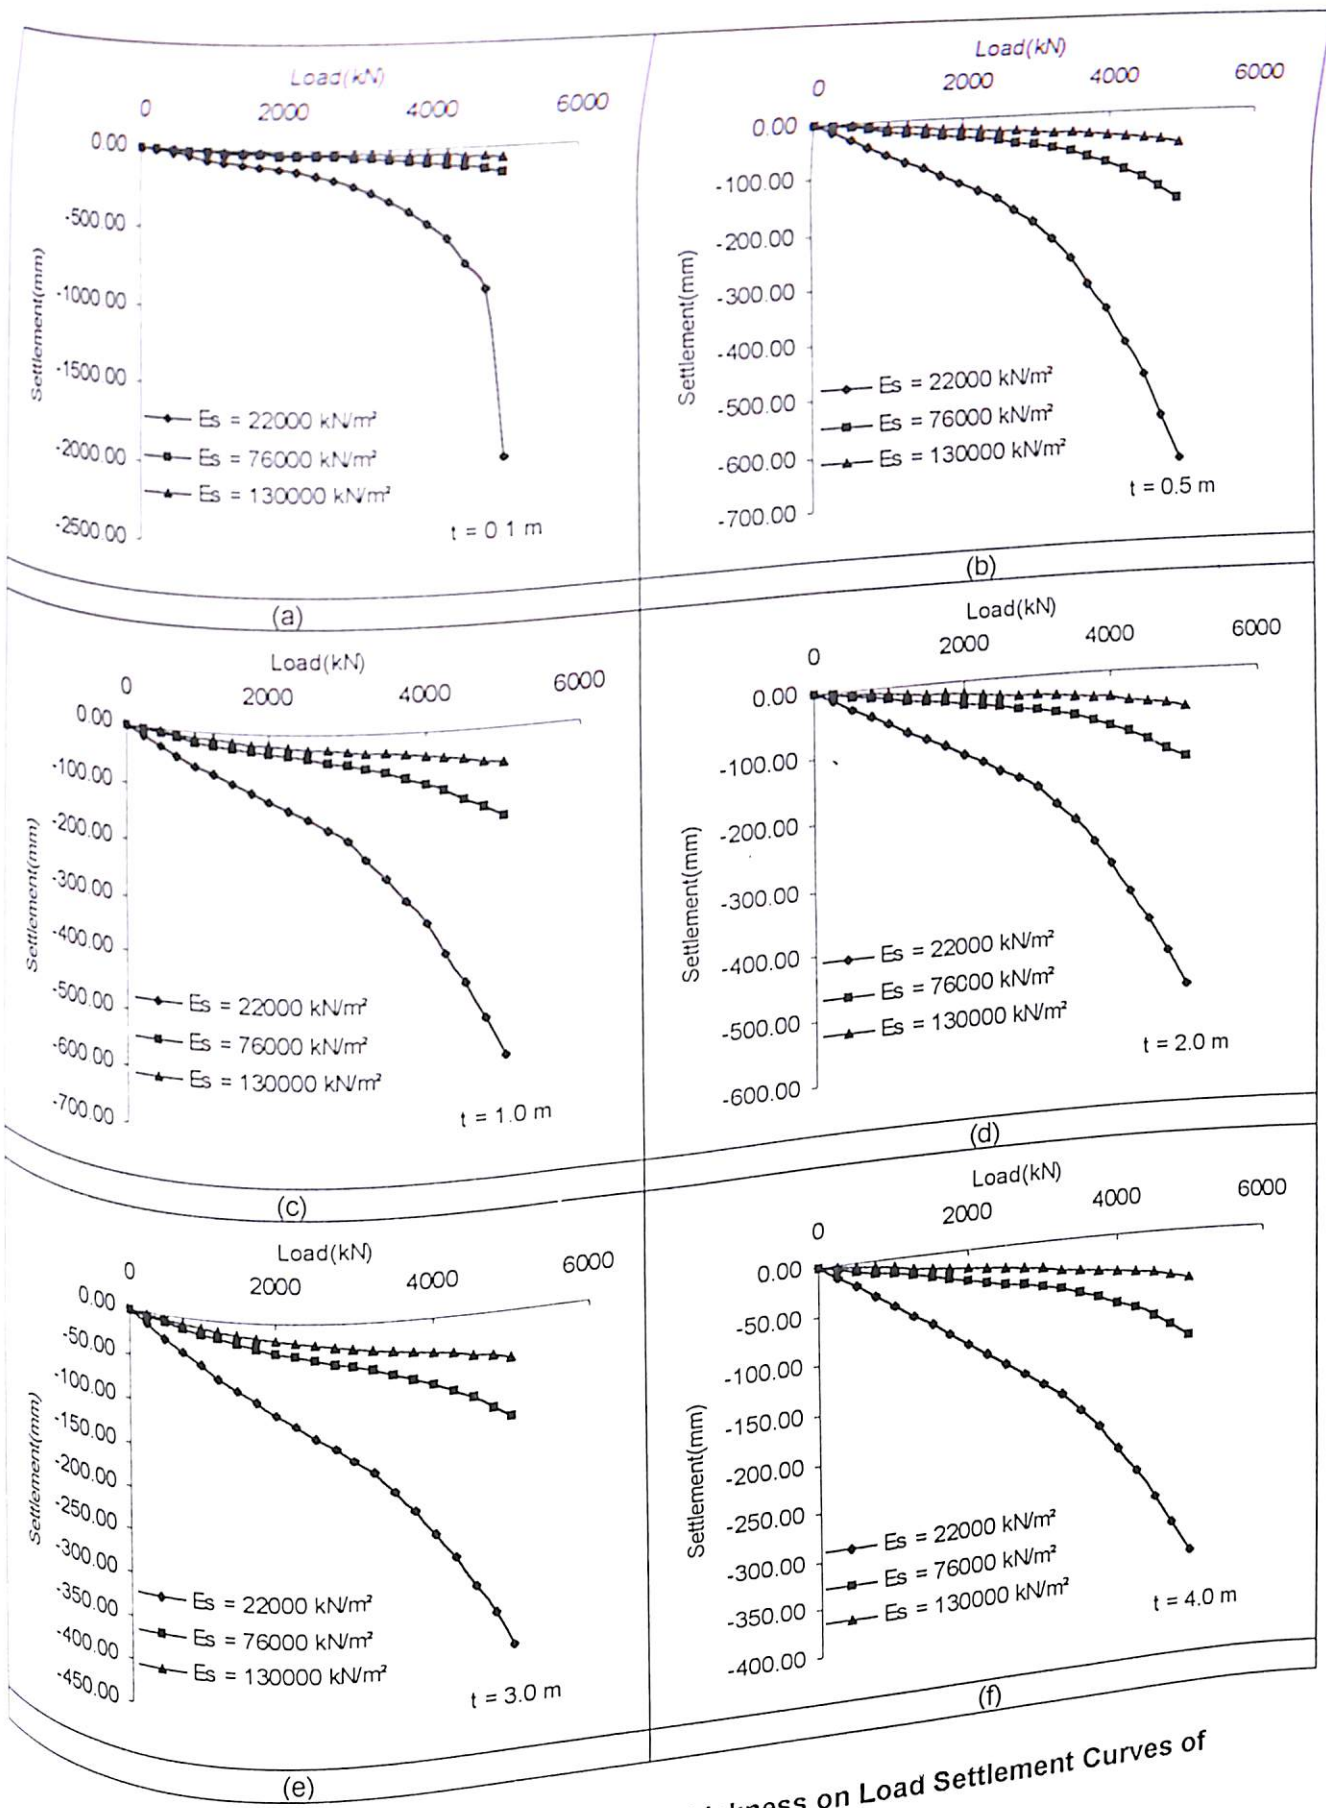 Load(kN)
0 2000 4000 6000
0.00
-500.00
-1000 00
-1500.00
-2000.00
-2500.00
Settlement(mm)
Es = 22000 kN/m²
Es = 76000 kN/m²
Es = 130000 kN/m²
t = 0 1 m
(a)
Load(kN)
0 2000 4000 6000
0.00
-100.00
-200.00
-300.00
-400.00
-500.00
-600.00
-700.00
Settlement(mm)
Es = 22000 kN/m²
Es = 76000 kN/m²
Es = 130000 kN/m²
t = 0.5 m
(b)
Load(kN)
0 2000 4000 6000
0.00
-100.00
-200.00
-300.00
-400.00
-500.00
-600.00
-700.00
Settlement(mm)
Es = 22000 kN/m²
Es = 76000 kN/m²
Es = 130000 kN/m²
t = 1.0 m
(c)
Load(kN)
0 2000 4000 6000
0.00
-100.00
-200.00
-300.00
-400.00
-500.00
-600.00
Settlement(mm)
Es = 22000 kN/m²
Es = 76000 kN/m²
Es = 130000 kN/m²
t = 2.0 m
(d)
Load(kN)
0 2000 4000 6000
0.00
-50.00
-100.00
-150.00
-200.00
-250.00
-300.00
-350.00
-400.00
-450.00
Settlement(mm)
Es = 22000 kN/m²
Es = 76000 kN/m²
Es = 130000 kN/m²
t = 3.0 m
(e)
Load(kN)
0 2000 4000 6000
0.00
-50.00
-100.00
-150.00
-200.00
-250.00
-300.00
-350.00
-400.00
Settlement(mm)
Es = 22000 kN/m²
Es = 76000 kN/m²
Es = 130000 kN/m²
t = 4.0 m
(f)
on Load Settlement Curves of